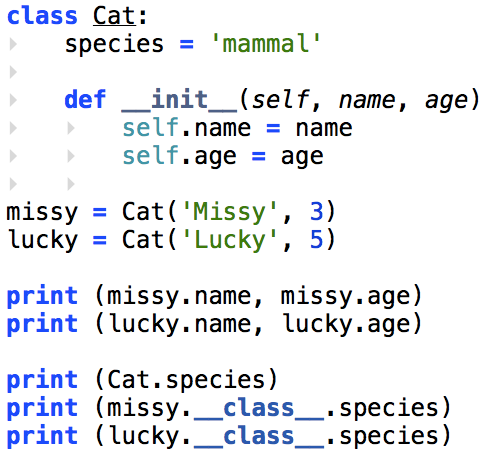 class Cat:
    species = 'mammal'

    def __init__(self, name, age)
        self.name = name
        self.age = age

missy = Cat('Missy', 3)
lucky = Cat('Lucky', 5)

print (missy.name, missy.age)
print (lucky.name, lucky.age)

print (Cat.species)
print (missy.__class__.species)
print (lucky.__class__.species)